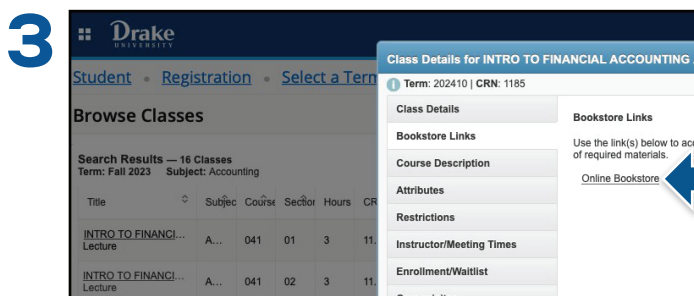 3
Drake
UNIVERSITY
Student • Registration • Select a Term
Browse Classes
Search Results — 16 Classes
Term: Fall 2023 Subject: Accounting
Title Subjec Course Section Hours CR
INTRO TO FINANCI... A... 041 01 3 11.
Lecture
INTRO TO FINANCI... A... 041 02 3 11.
Lecture
Class Details for INTRO TO FINANCIAL ACCOUNTING
Term: 202410 | CRN: 1185
Class Details
Bookstore Links
Course Description
Attributes
Restrictions
Instructor/Meeting Times
Enrollment/Waitlist
Bookstore Links
Use the link(s) below to acc
of required materials.
Online Bookstore